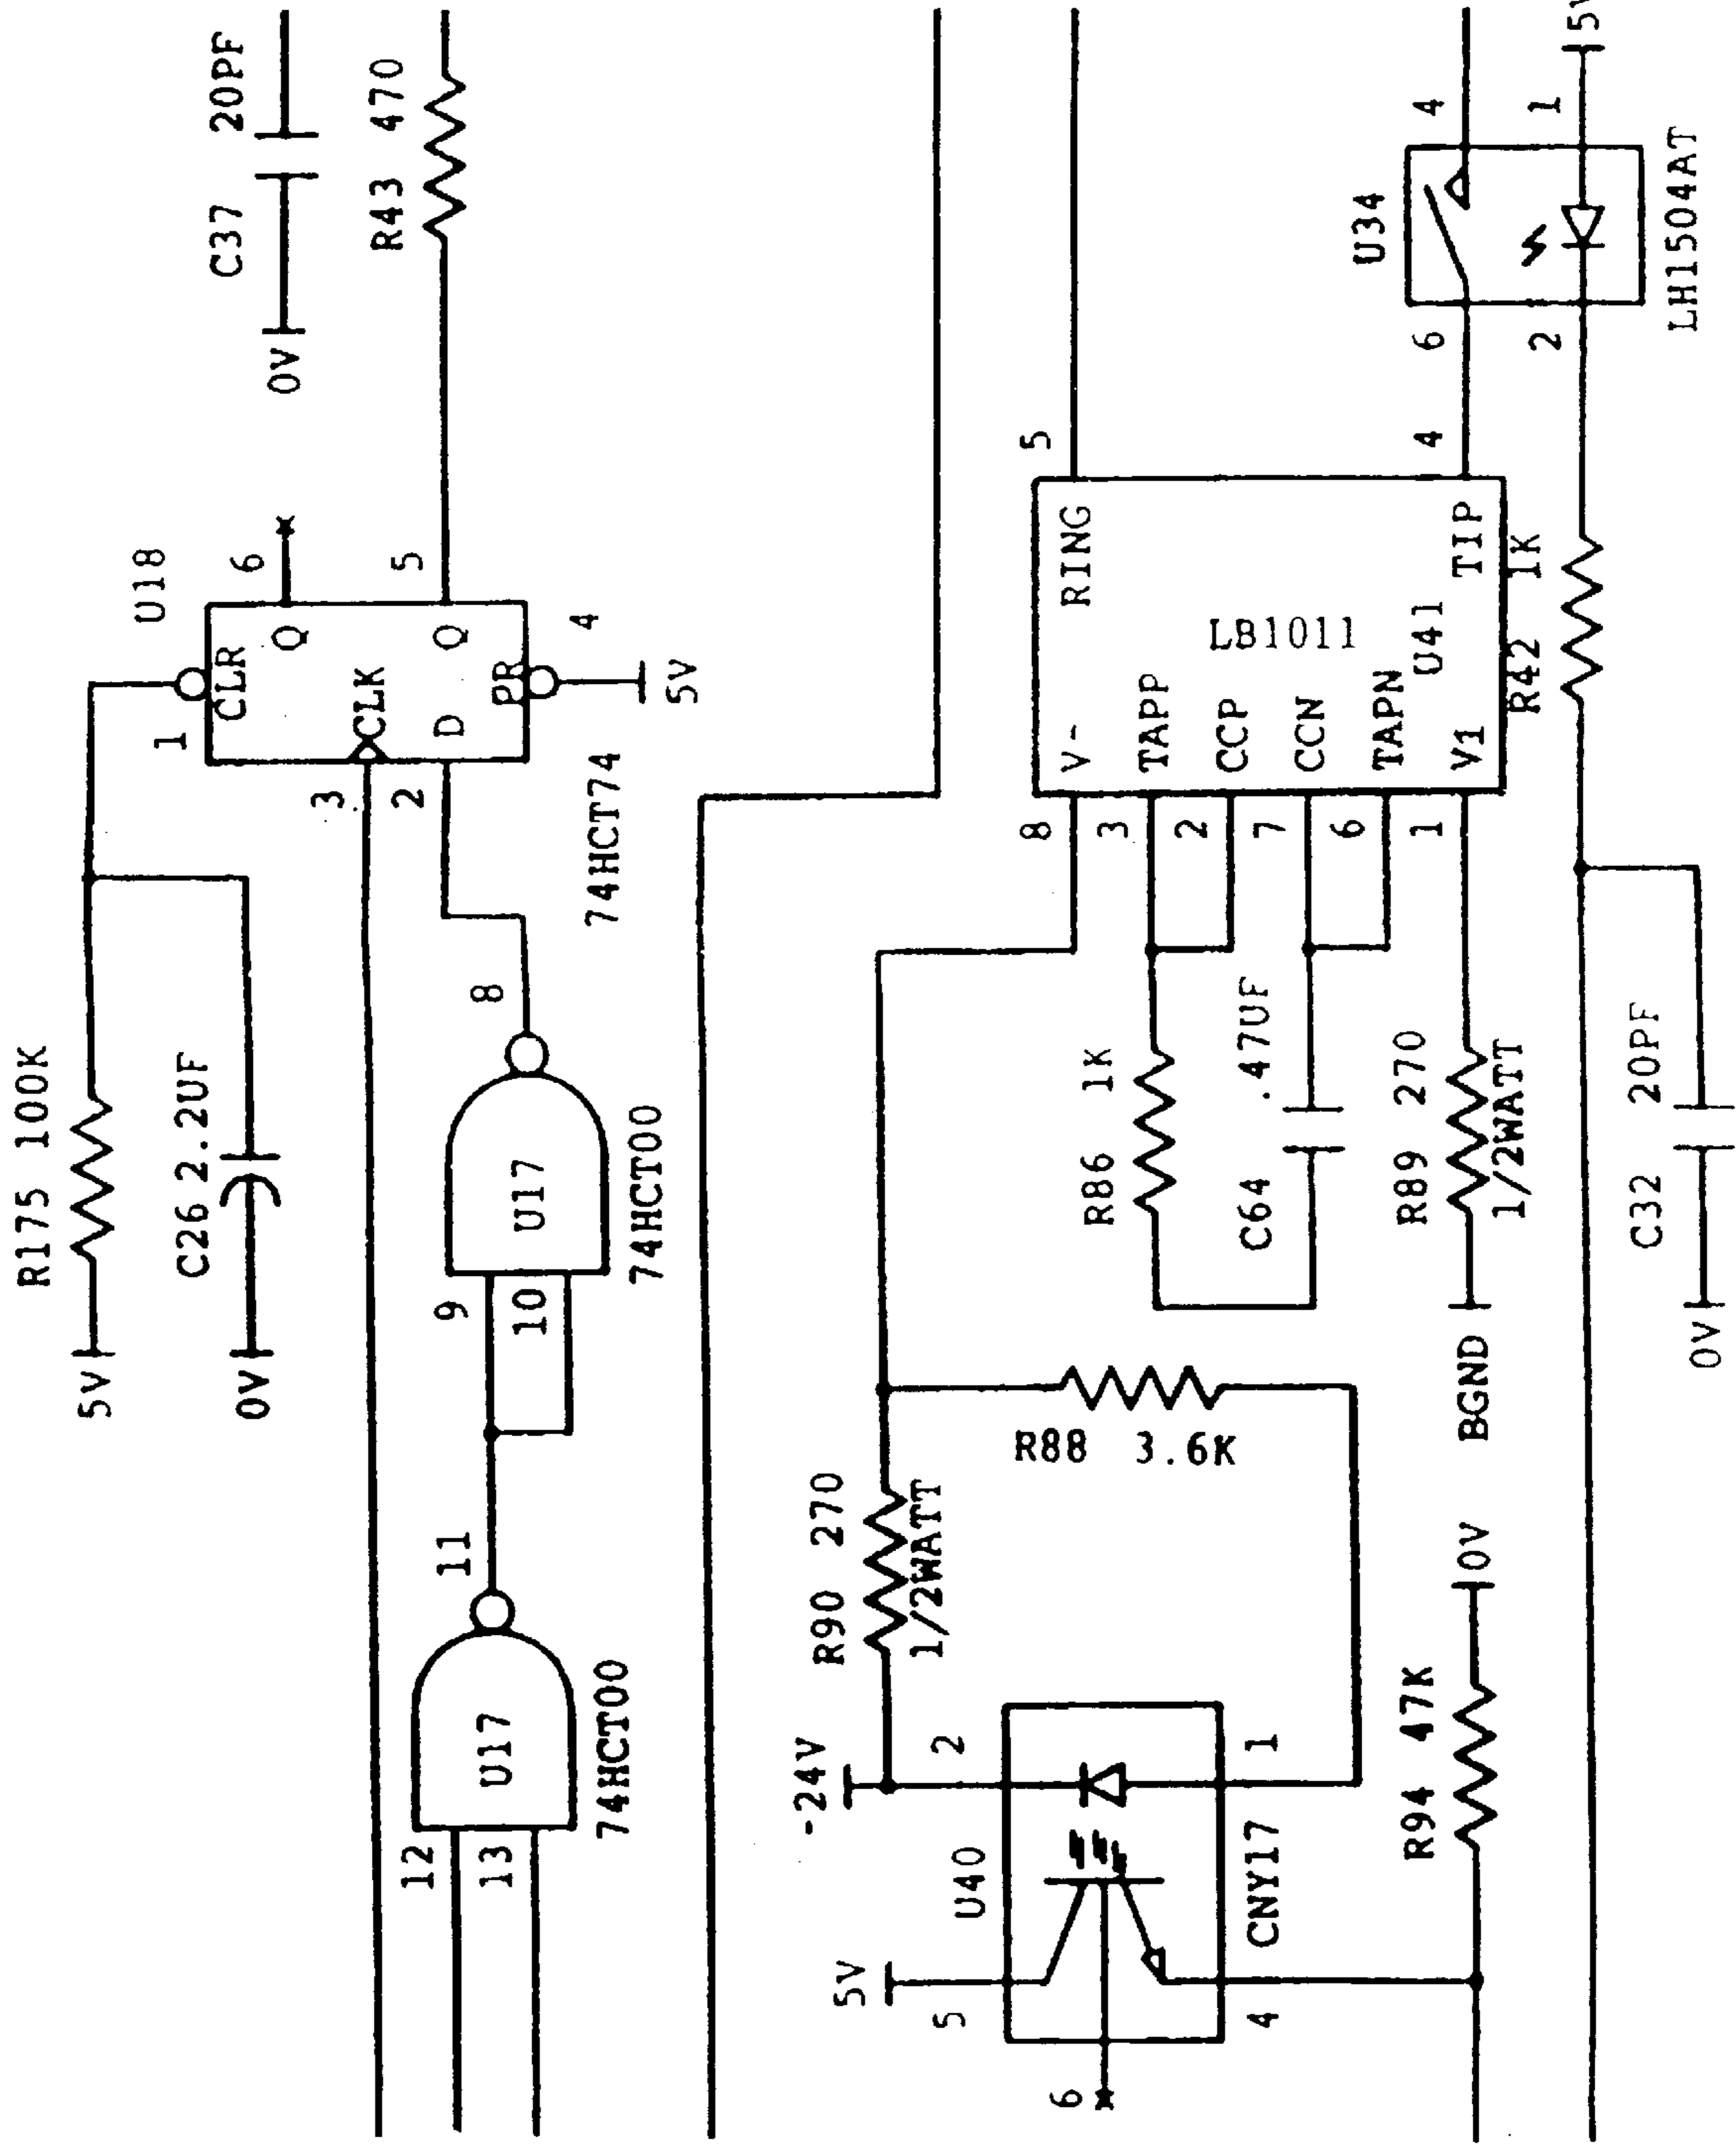 R175 100K
5V
C26 2.2UF
0V
C37 20PF
0V
R43 470
U18
1
CLR
6
Q
3
CLK
2
D
Q
5
PR
4
5V
74HCT74
12
13
U17
11
74HCT00
9
10
U17
8
74HCT00
-24V
R90 270
1/2WATT
R88 3.6K
5V
5
U40
2
6
4
1
CNY17
R94 47K
0V
8
V-
RING
5
3
TAPP
2
CCP
LB1011
7
CCN
6
TAPN
U41
1
V1
TIP
4
R86 1K
C64 .47UF
R89 270
1/2WATT
BGND
R42 1K
C32 20PF
0V
U34
6
4
2
1
5V
LH1504AT